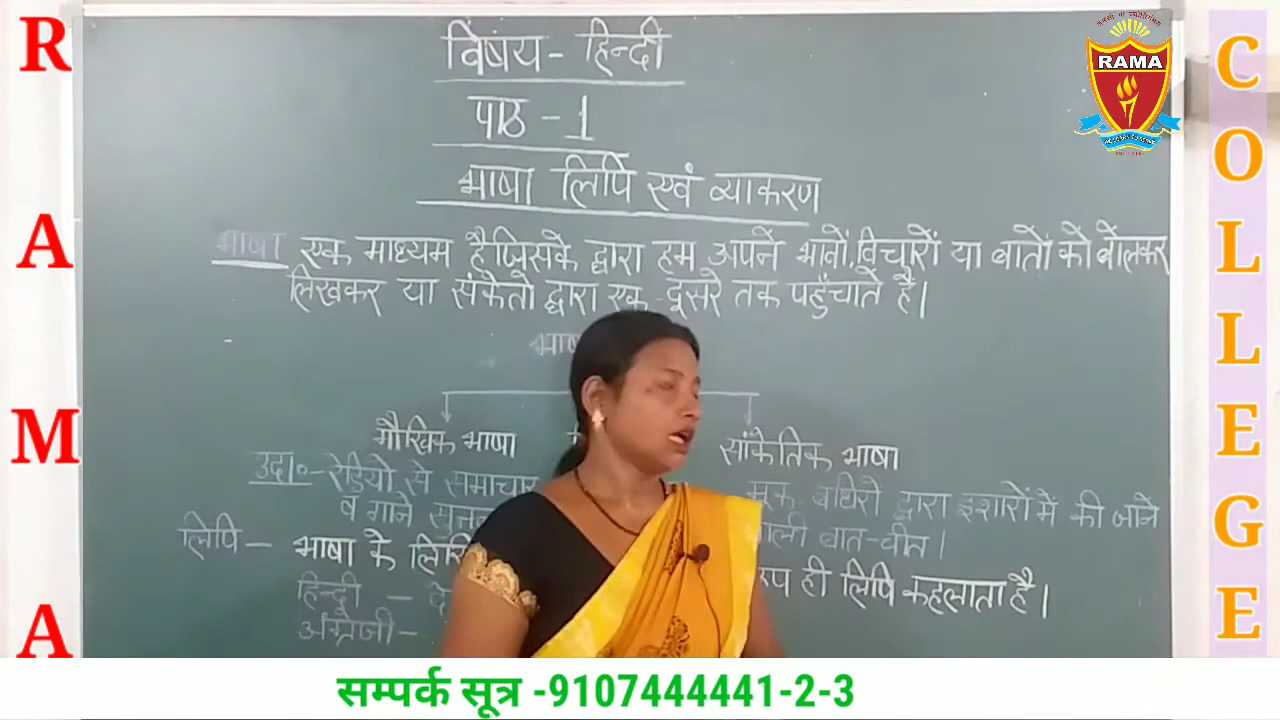 विषय - हिन्दी
पाठ - 1
भाषा लिपि एवं व्याकरण
भाषा एक माध्यम है जिसके द्वारा हम अपने भावों, विचारों या बातों को बोलकर
लिखकर या संकेतो द्वारा एक-दूसरे तक पहुँचाते हैं।
मौखिक भाषा सांकेतिक भाषा
उदा०- रेडियो से समाचार मूक बधिरो द्वारा इशारों में की जाने
व गाने वाली बात-चीत।
लिपि - भाषा के रूप ही लिपि कहलाता है।
हिन्दी -
अंग्रेजी -
RAMA
RAMA
COLLEGE
सम्पर्क सूत्र -9107444441-2-3